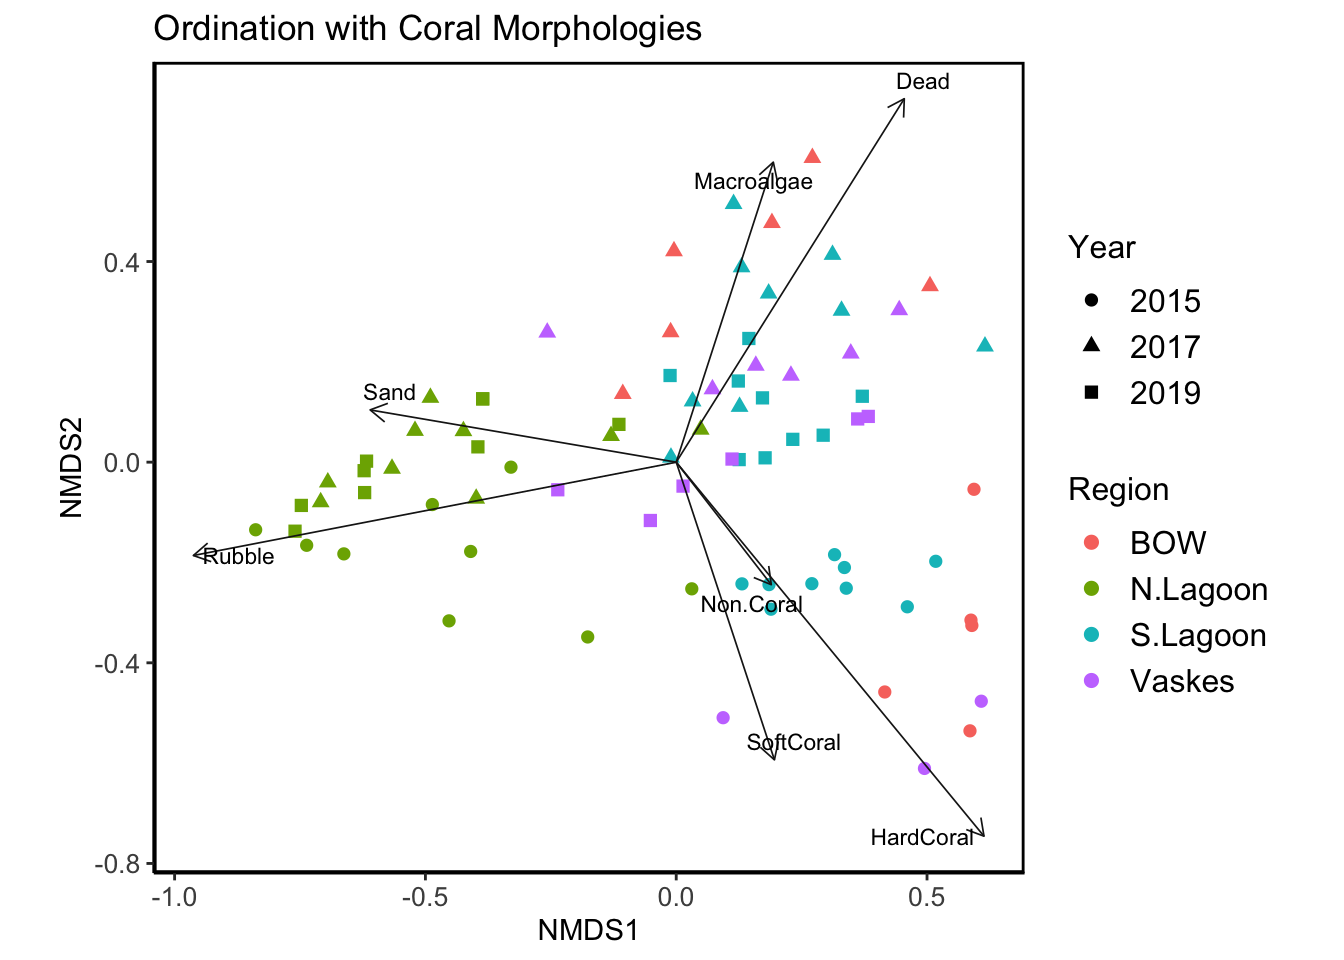 Ordination with Coral Morphologies
Dead
Macroalgae
Sand
Rubble
Non.Coral
SoftCoral
HardCoral
0.4
0.0
-0.4
-0.8
NMDS2
-1.0
-0.5
0.0
0.5
NMDS1
Year
2015
2017
2019
Region
BOW
N.Lagoon
S.Lagoon
Vaskes